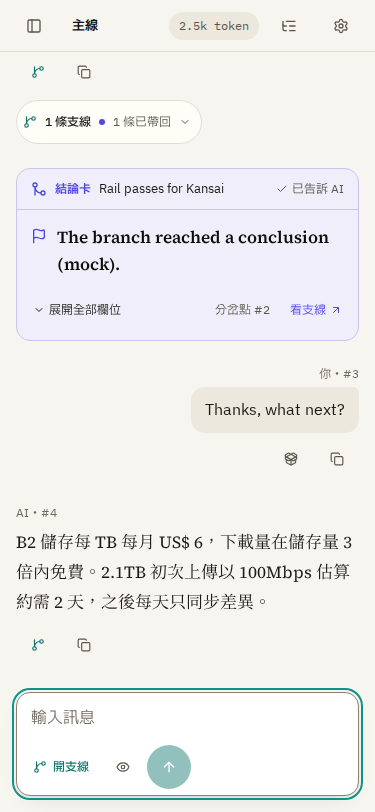 主線
2.5k token
1 條支線 • 1 條已帶回
結論卡 Rail passes for Kansai 已告訴 AI
The branch reached a conclusion
(mock).
展開全部欄位 分岔點 #2 看支線
你・#3
Thanks, what next?
AI・#4
B2 儲存每 TB 每月 US$ 6，下載量在儲存量 3
倍內免費。2.1TB 初次上傳以 100Mbps 估算
約需 2 天，之後每天只同步差異。
輸入訊息
開支線